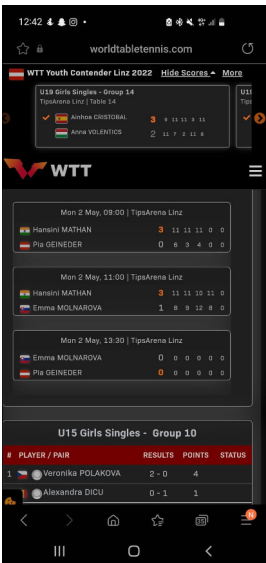 12:42
worldtabletennis.com
WTT Youth Contender Linz 2022 Hide Scores More
U19 Girls Singles - Group 14
TipsArena Linz | Table 14
Ainhoa CRISTOBAL 3 9 11 11 3 11
Anna VOLENTICS 2 11 7 2 11 8
U1
Tips
WTT
Mon 2 May, 09:00 | TipsArena Linz
Hansini MATHAN 3 11 11 11 0 0
Pia GEINEDER 0 6 3 4 0 0
Mon 2 May, 11:00 | TipsArena Linz
Hansini MATHAN 3 11 11 10 11 0
Emma MOLNAROVA 1 8 9 12 8 0
Mon 2 May, 13:30 | TipsArena Linz
Emma MOLNAROVA 0 0 0 0 0 0
Pia GEINEDER 0 0 0 0 0 0
U15 Girls Singles - Group 10
# PLAYER / PAIR RESULTS POINTS STATUS
1 Veronika POLAKOVA 2 - 0 4
Alexandra DICU 0 - 1 1
35
N